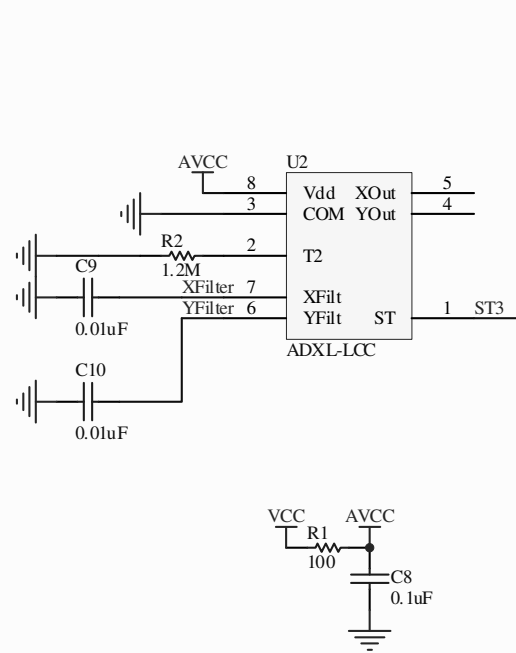 AVCC
U2
8
Vdd XOut
5
3
COM YOut
4
R2
2
T2
1.2M
C9
XFilter 7
XFilt
YFilter 6
YFilt ST
1 ST3
0.01uF
ADXL-LCC
C10
0.01uF
VCC AVCC
R1
100
C8
0.1uF